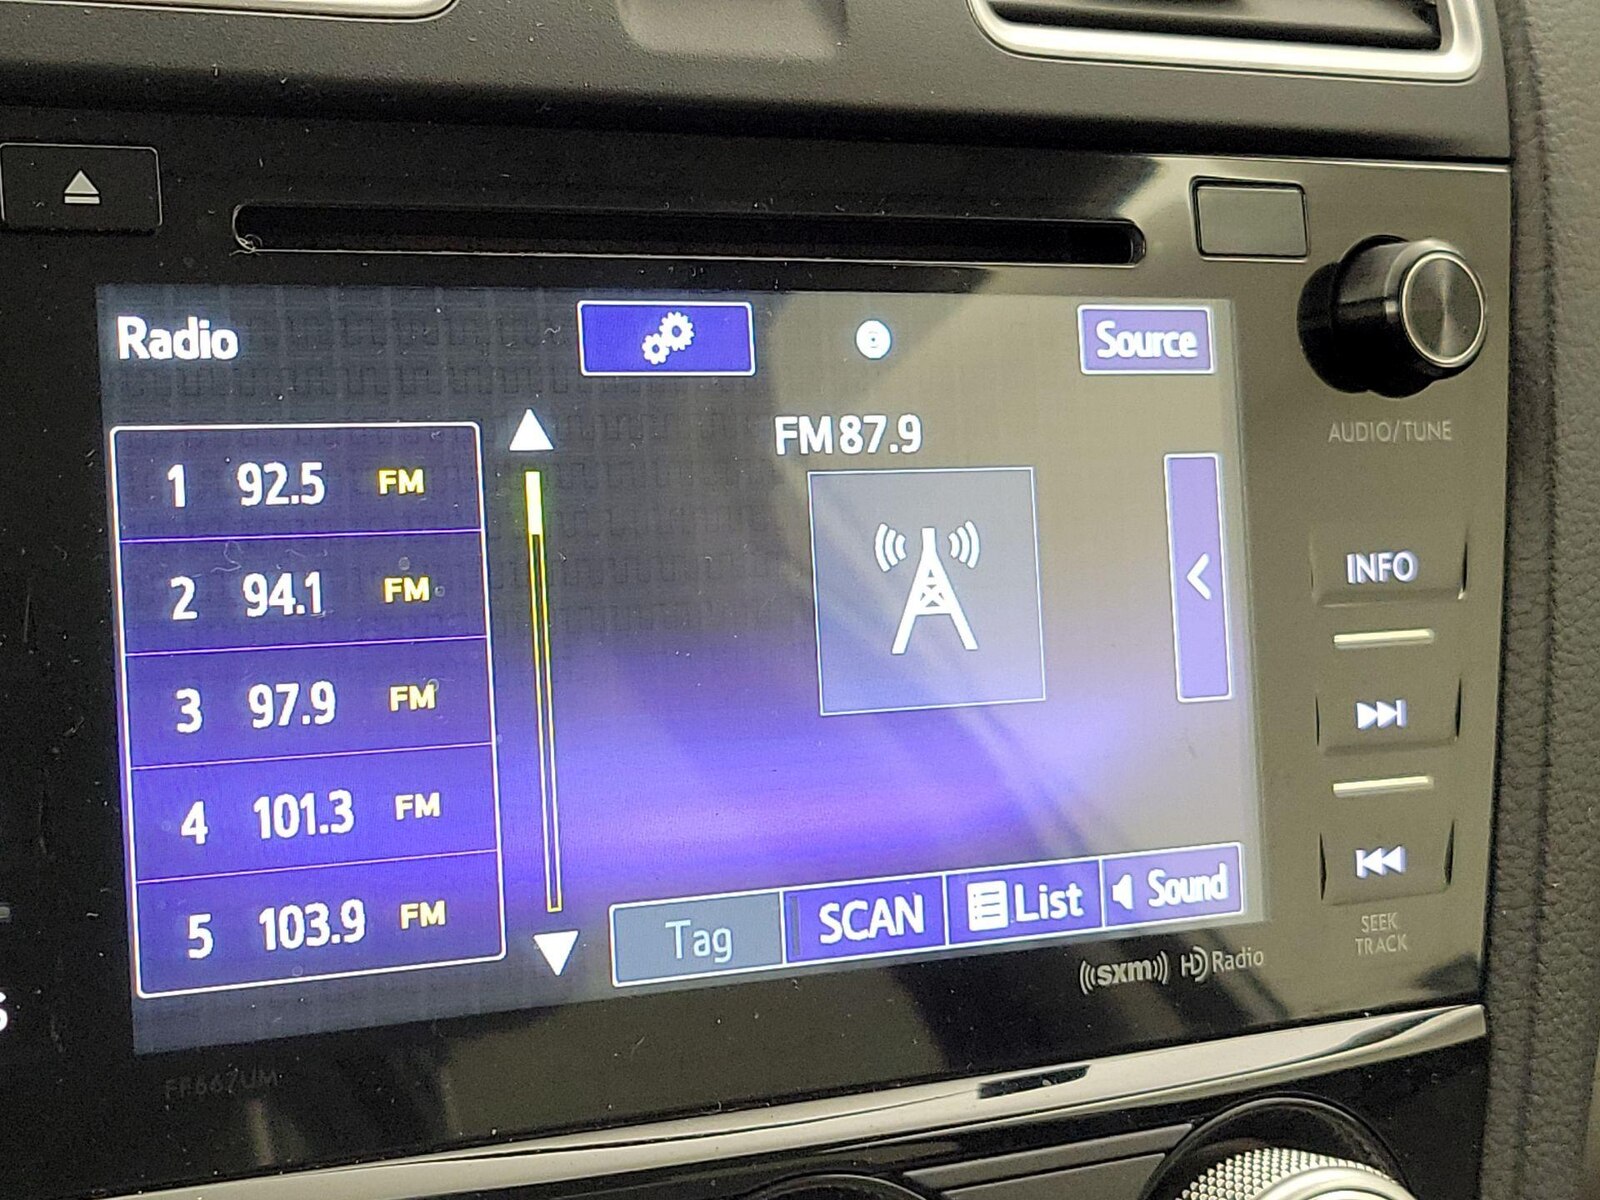 Radio
Source
FM 87.9
1 92.5 FM
2 94.1 FM
3 97.9 FM
4 101.3 FM
5 103.9 FM
Tag
SCAN
List
Sound
AUDIO/TUNE
INFO
SEEK
TRACK
((sxm)) HD Radio
FF667UM